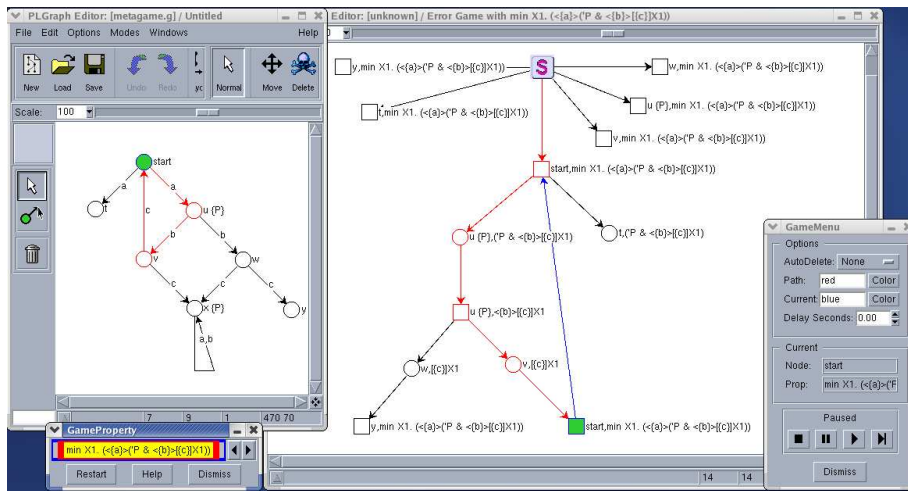 PLGraph Editor: [metagame.g] / Untitled
File Edit Options Modes Windows Help
New Load Save Undo Redo Normal Move Delete
Scale: 100
start
a a
t u {P}
c b b
v w
c c c
x {P} y
a,b
7 9 1 470 70
Editor: [unknown] / Error Game with min X1. (<{a}>('P & <{b}>[{c}]X1))
S
y,min X1. (<{a}>('P & <{b}>[{c}]X1))
w,min X1. (<{a}>('P & <{b}>[{c}]X1))
t,min X1. (<{a}>('P & <{b}>[{c}]X1))
u {P},min X1. (<{a}>('P & <{b}>[{c}]X1))
v,min X1. (<{a}>('P & <{b}>[{c}]X1))
start,min X1. (<{a}>('P & <{b}>[{c}]X1))
u {P},('P & <{b}>[{c}]X1)
t,('P & <{b}>[{c}]X1)
u {P},<{b}>[{c}]X1
w,[{c}]X1
v,[{c}]X1
y,min X1. (<{a}>('P & <{b}>[{c}]X1))
start,min X1. (<{a}>('P & <{b}>[{c}]X1))
14 14
GameProperty
min X1. (<{a}>('P & <{b}>[{c}]X1))
Restart Help Dismiss
GameMenu
Options
AutoDelete: None
Path: red Color
Current: blue Color
Delay Seconds: 0.00
Current
Node: start
Prop: min X1. (<{a}>('F
Paused
Dismiss